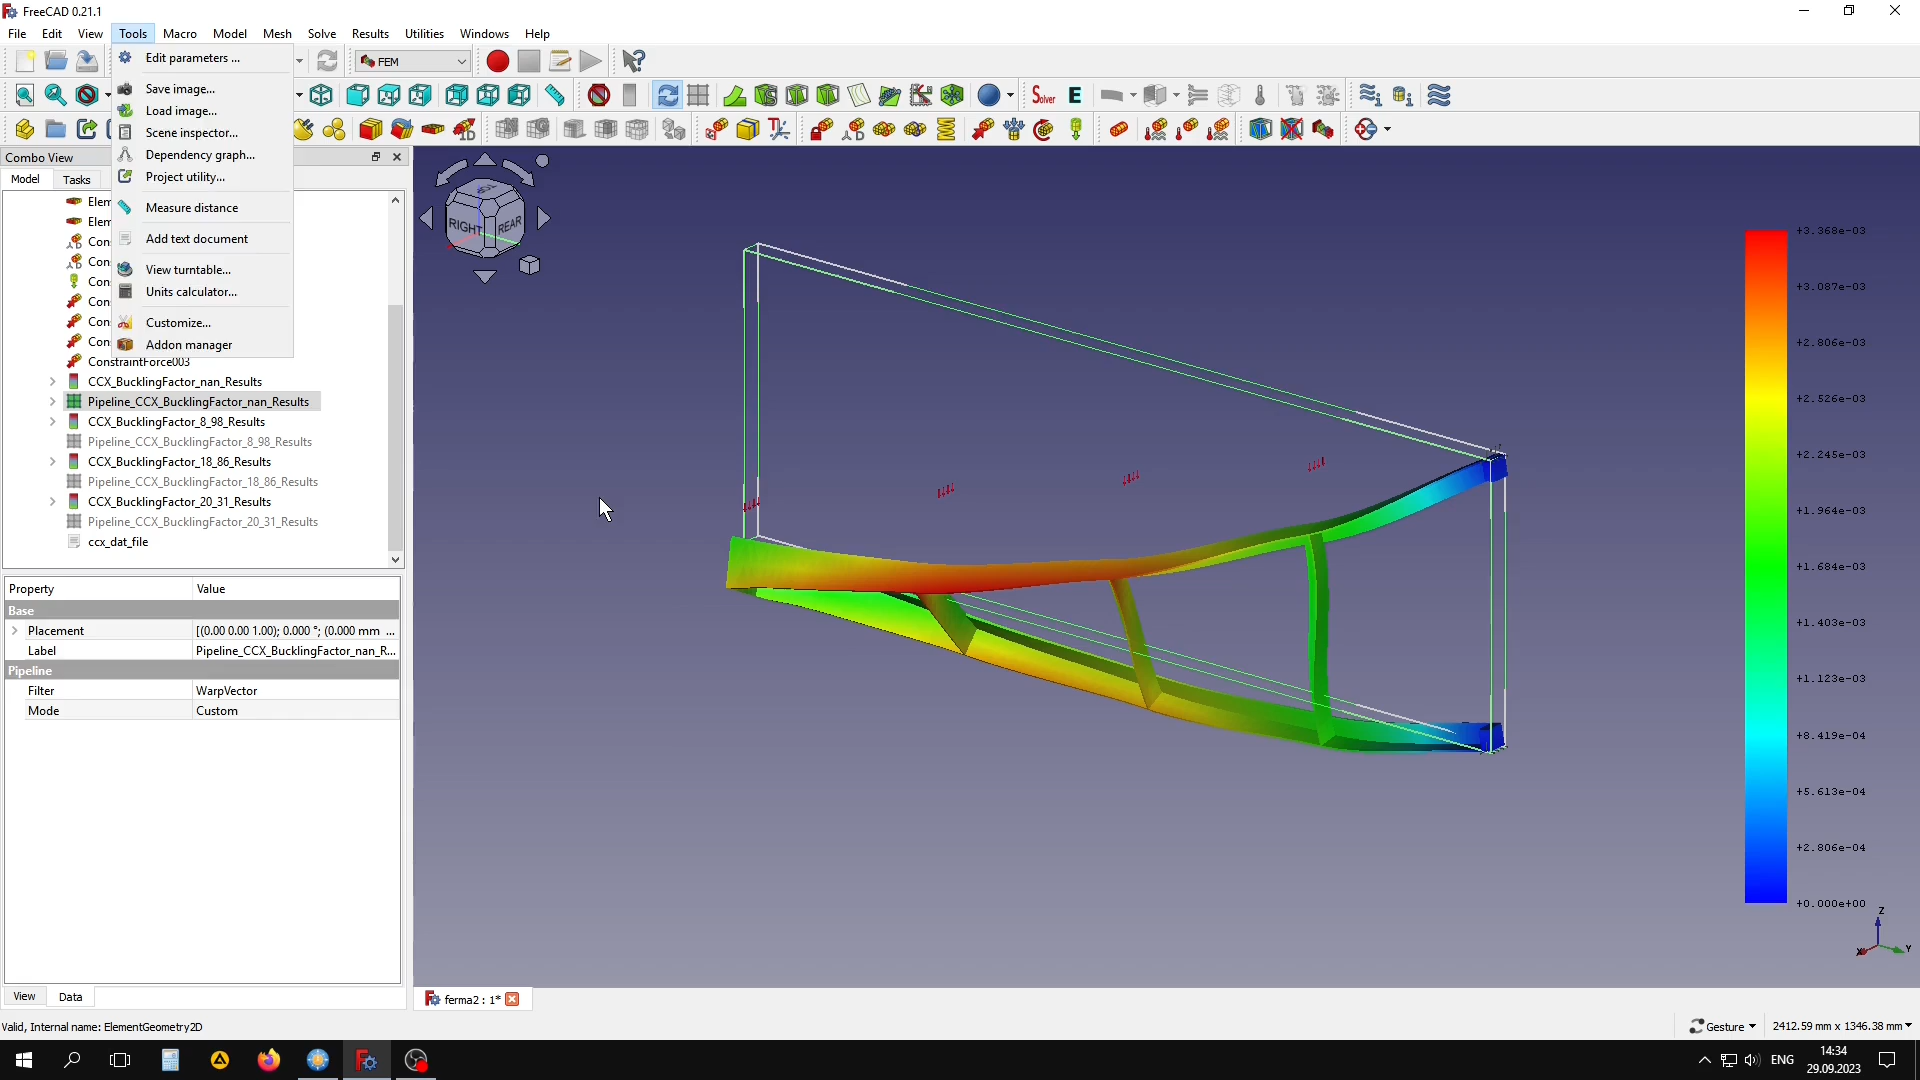 FreeCAD 0.21.1
File Edit View Tools Macro Model Mesh Solve Results Utilities Windows Help
Edit parameters ...
Save image...
Load image...
Scene inspector...
Dependency graph...
Project utility...
Measure distance
Add text document
View turntable...
Units calculator...
Customize...
Addon manager
FEM
Solver E
Combo View
Model Tasks
Elem
Elem
Con
Con
Con
Con
Con
Con
ConstraintForce003
CCX_BucklingFactor_nan_Results
Pipeline_CCX_BucklingFactor_nan_Results
CCX_BucklingFactor_8_98_Results
Pipeline_CCX_BucklingFactor_8_98_Results
CCX_BucklingFactor_18_86_Results
Pipeline_CCX_BucklingFactor_18_86_Results
CCX_BucklingFactor_20_31_Results
Pipeline_CCX_BucklingFactor_20_31_Results
ccx_dat_file
Property Value
Base
Placement [(0.00 0.00 1.00); 0.000 °; (0.000 mm ...
Label Pipeline_CCX_BucklingFactor_nan_R...
Pipeline
Filter WarpVector
Mode Custom
View Data
TOP
RIGHT REAR
+3.368e-03
+3.087e-03
+2.806e-03
+2.526e-03
+2.245e-03
+1.964e-03
+1.684e-03
+1.403e-03
+1.123e-03
+8.419e-04
+5.613e-04
+2.806e-04
+0.000e+00
Z
X Y
ferma2 : 1*
Valid, Internal name: ElementGeometry2D
Gesture 2412.59 mm x 1346.38 mm
ENG
14:34
29.09.2023